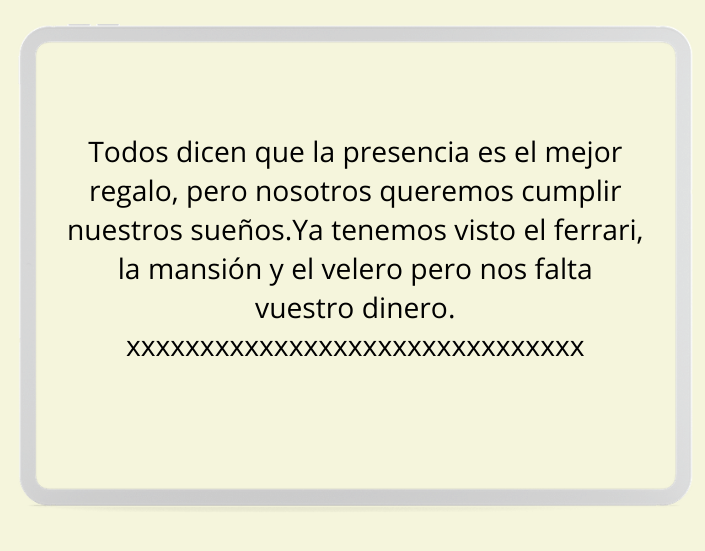 Todos dicen que la presencia es el mejor
regalo, pero nosotros queremos cumplir
nuestros sueños.Ya tenemos visto el ferrari,
la mansión y el velero pero nos falta
vuestro dinero.
xxxxxxxxxxxxxxxxxxxxxxxxxxxxxxx